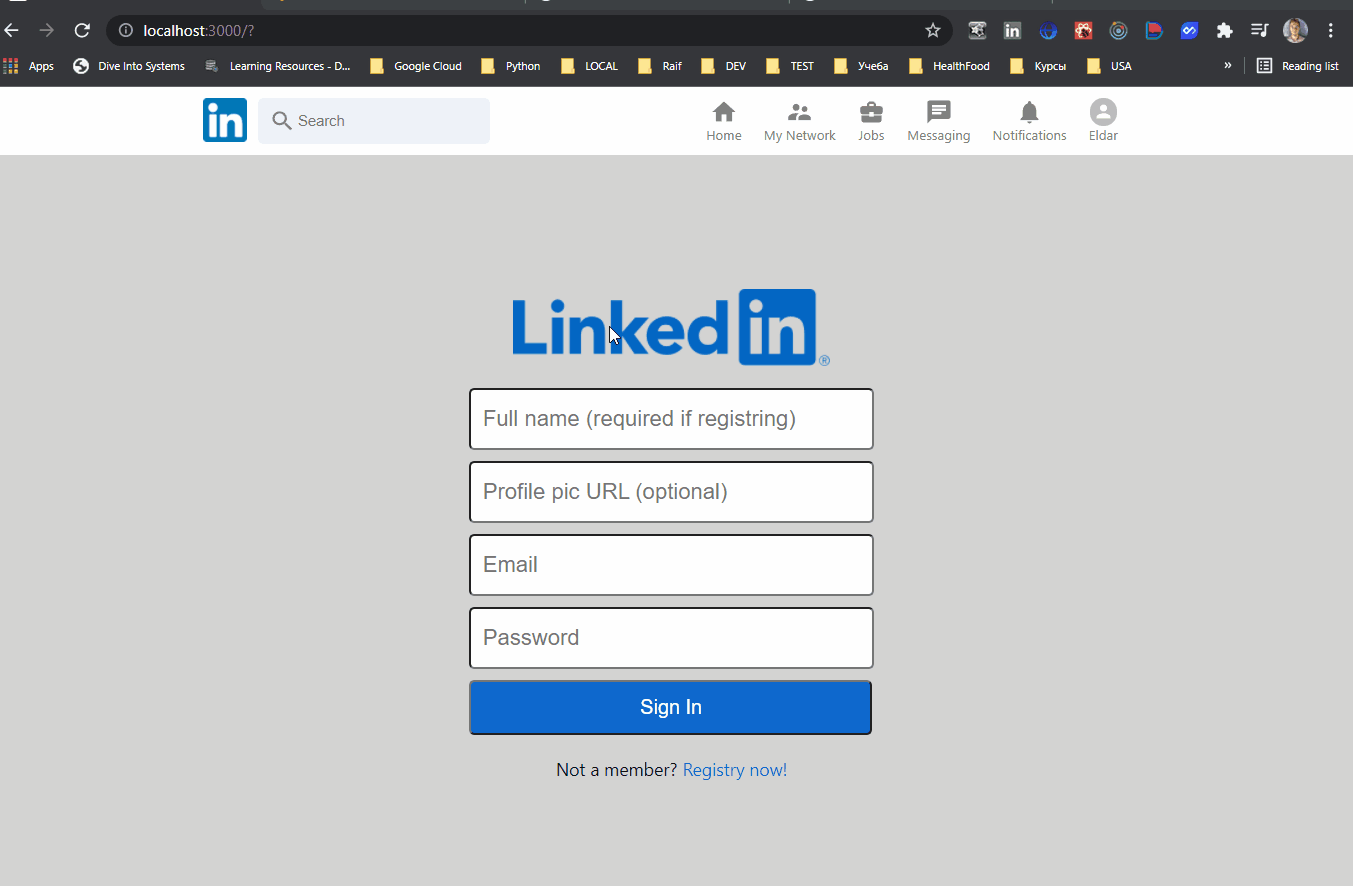 localhost:3000/?
Apps Dive Into Systems Learning Resources - D... Google Cloud Python LOCAL Raif DEV TEST Учеба HealthFood Курсы USA » Reading list
in Search Home My Network Jobs Messaging Notifications Eldar
Linkedin®
Full name (required if registring)
Profile pic URL (optional)
Email
Password
Sign In
Not a member? Registry now!